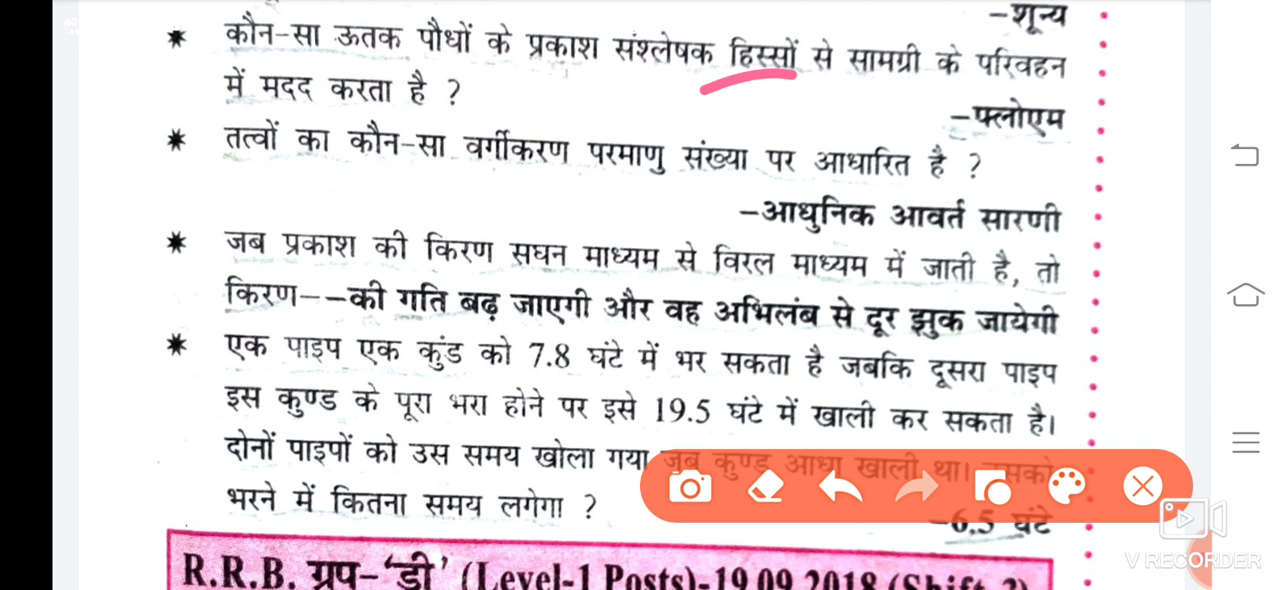 –शून्य
* कौन-सा ऊतक पौधों के प्रकाश संश्लेषक हिस्सों से सामग्री के परिवहन
में मदद करता है ?
–फ्लोएम
* तत्वों का कौन-सा वर्गीकरण परमाणु संख्या पर आधारित है ?
–आधुनिक आवर्त सारणी
* जब प्रकाश की किरण सघन माध्यम से विरल माध्यम में जाती है, तो
किरण–––की गति बढ़ जाएगी और वह अभिलंब से दूर झुक जायेगी
* एक पाइप एक कुंड को 7.8 घंटे में भर सकता है जबकि दूसरा पाइप
इस कुण्ड के पूरा भरा होने पर इसे 19.5 घंटे में खाली कर सकता है।
दोनों पाइपों को उस समय खोला गया जब कुण्ड आधा खाली था। उसको
भरने में कितना समय लगेगा ?
–6.5 घंटे
V RECORDER
R.R.B. ग्रुप–‘डी’ (Level-1 Posts)-19.09.2018 (Shift-2)